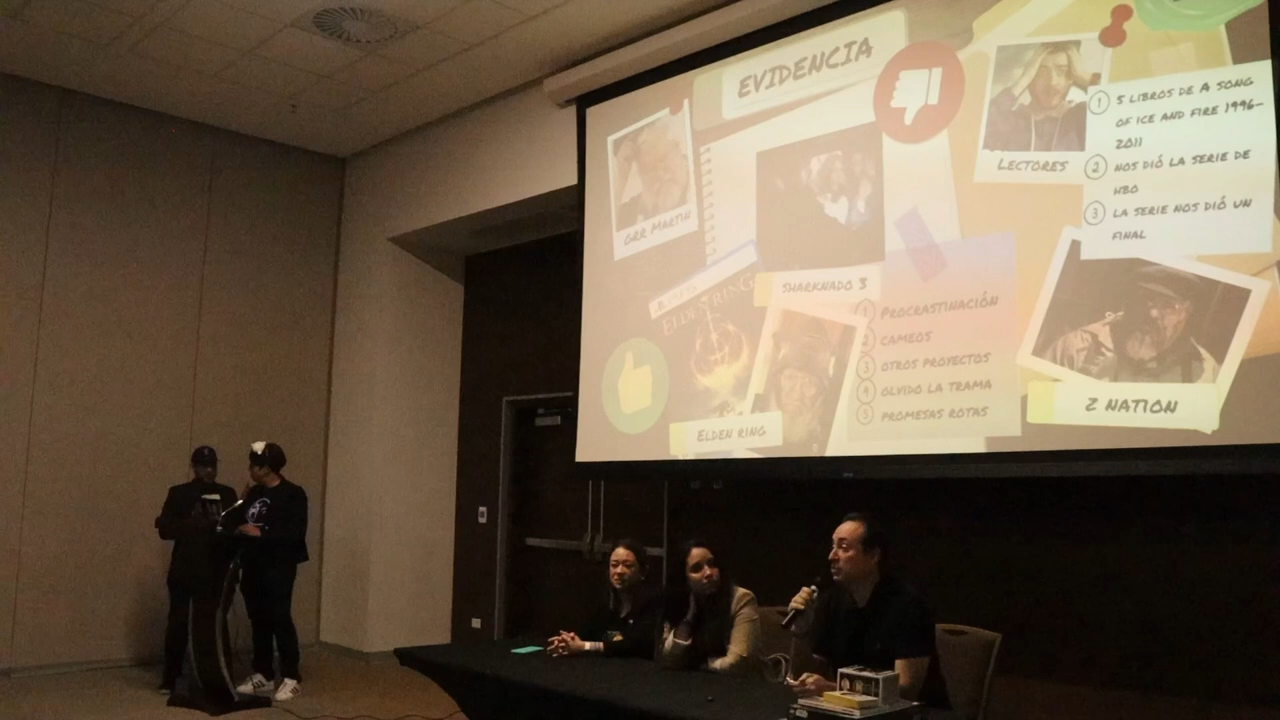 EVIDENCIA
GRR MARTIN
LECTORES
1 5 LIBROS DE A SONG
OF ICE AND FIRE 1996-
2011
2 NOS DIÓ LA SERIE DE
HBO
3 LA SERIE NOS DIÓ UN
FINAL
SHARKNADO 3
ELDEN RING
1 PROCRASTINACIÓN
2 CAMEOS
3 OTROS PROYECTOS
4 OLVIDO LA TRAMA
5 PROMESAS ROTAS
Z NATION
ELDEN RING